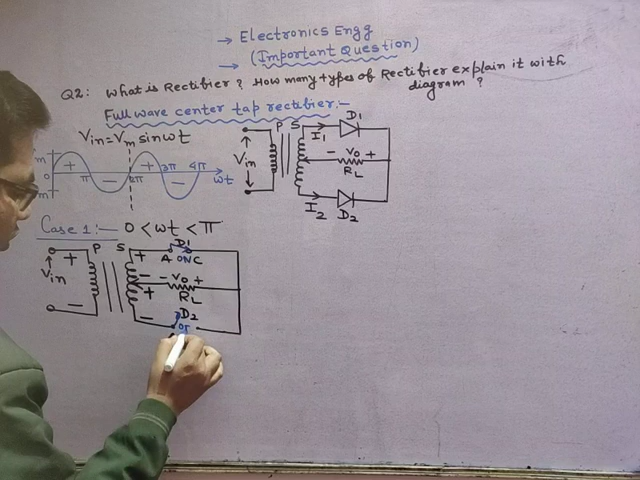 → Electronics Engg
→ (Important Question)
Q2: What is Rectifier? How many types of Rectifier explain it with diagram?
Full wave center tap rectifier:-
Vin=Vm sinωt
m
+
+
0
π
2π
3π
4π
ωt
m
-
-
P S I1 D1
Vin
- Vo +
RL
I2 D2
Case 1:- 0<ωt<π
P S + D1
A ON C
Vin + -
- Vo +
+ RL
- - D2